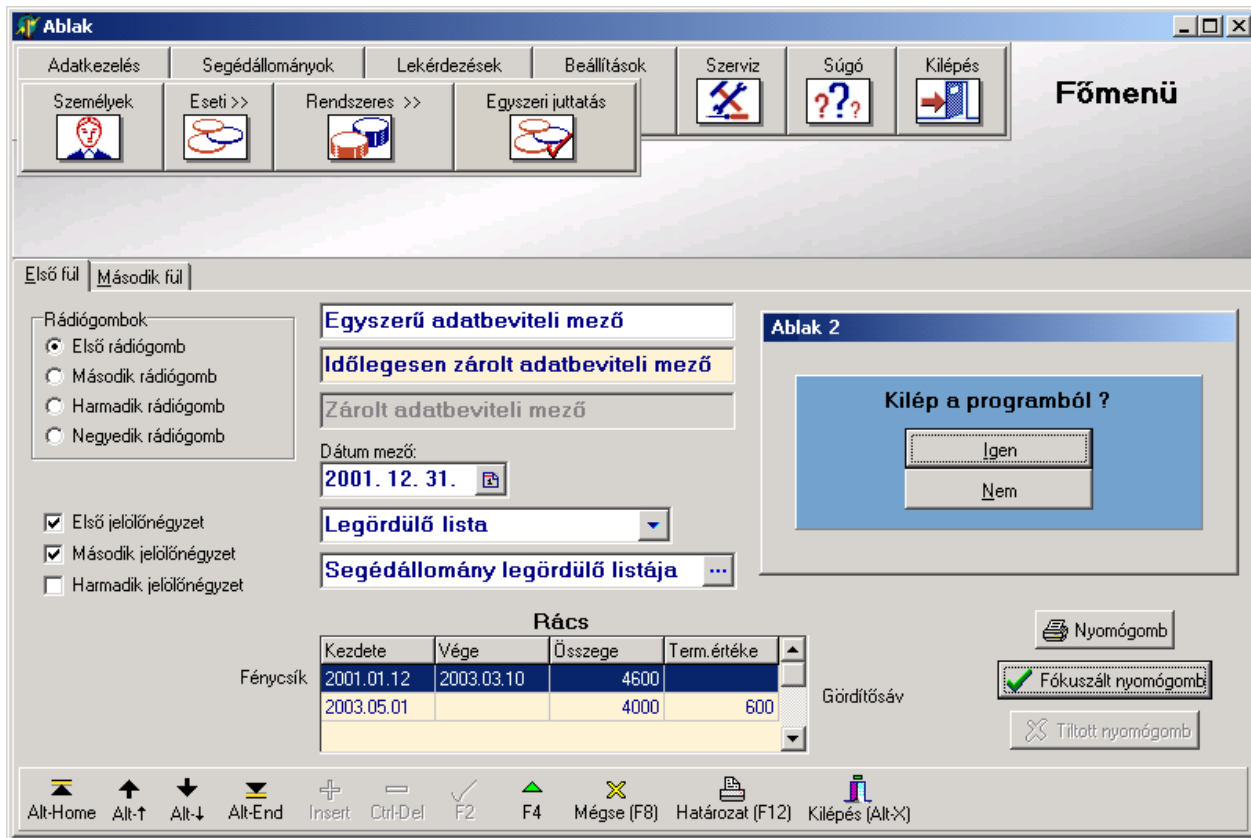 Ablak
Adatkezelés
Segédállományok
Lekérdezések
Beállítások
Szerviz
Súgó
Kilépés
Főmenü
Személyek
Eseti >>
Rendszeres >>
Egyszeri juttatás
Első fül
Második fül
Rádiógombok
Első rádiógomb
Második rádiógomb
Harmadik rádiógomb
Negyedik rádiógomb
Első jelölőnégyzet
Második jelölőnégyzet
Harmadik jelölőnégyzet
Egyszerű adatbeviteli mező
Időlegesen zárolt adatbeviteli mező
Zárolt adatbeviteli mező
Dátum mező:
2001. 12. 31.
Legördülő lista
Segédállomány legördülő listája ...
Ablak 2
Kilép a programból ?
Igen
Nem
Rács
Kezdete Vége Összege Term.értéke
Fénycsík 2001.01.12 2003.03.10 4600
2003.05.01 4000 600
Gördítősáv
Nyomógomb
Fókuszált nyomógomb
Tiltott nyomógomb
Alt-Home Alt-↑ Alt-↓ Alt-End Insert Ctrl-Del F2 F4 Mégse (F8) Határozat (F12) Kilépés (Alt-X)